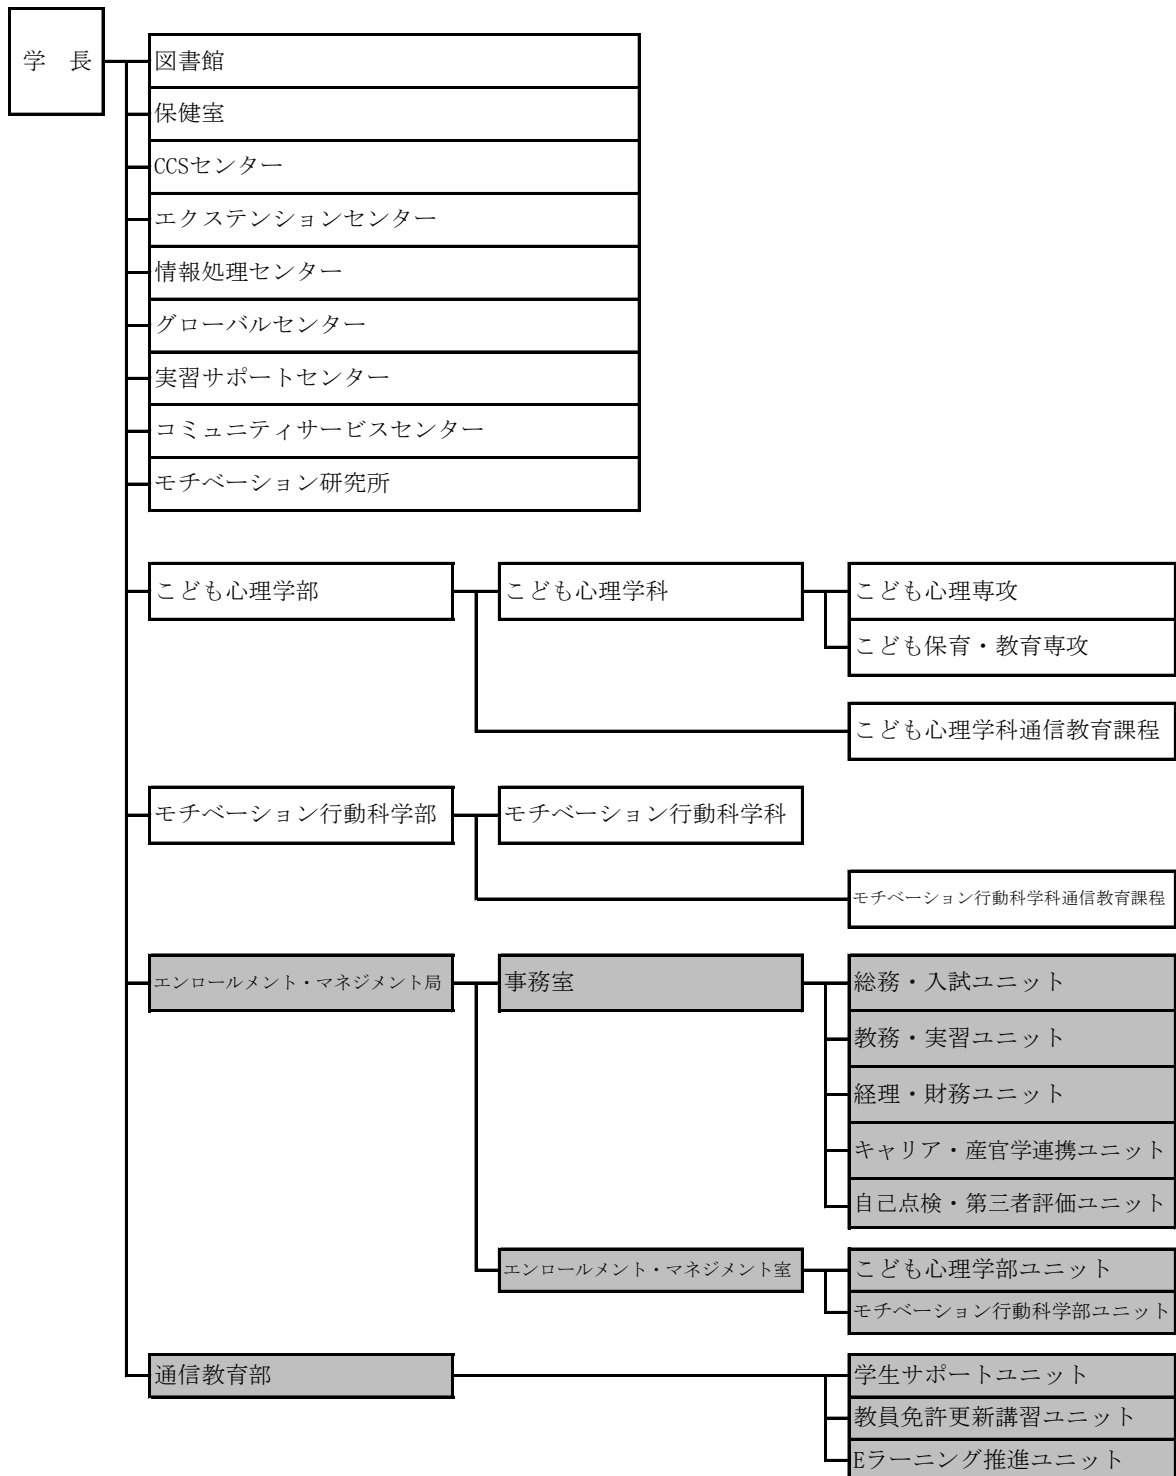 学　長
図書館
保健室
CCSセンター
エクステンションセンター
情報処理センター
グローバルセンター
実習サポートセンター
コミュニティサービスセンター
モチベーション研究所
こども心理学部
こども心理学科
こども心理専攻
こども保育・教育専攻
こども心理学科通信教育課程
モチベーション行動科学部
モチベーション行動科学科
モチベーション行動科学科通信教育課程
エンロールメント・マネジメント局
事務室
総務・入試ユニット
教務・実習ユニット
経理・財務ユニット
キャリア・産官学連携ユニット
自己点検・第三者評価ユニット
エンロールメント・マネジメント室
こども心理学部ユニット
モチベーション行動科学部ユニット
通信教育部
学生サポートユニット
教員免許更新講習ユニット
Eラーニング推進ユニット